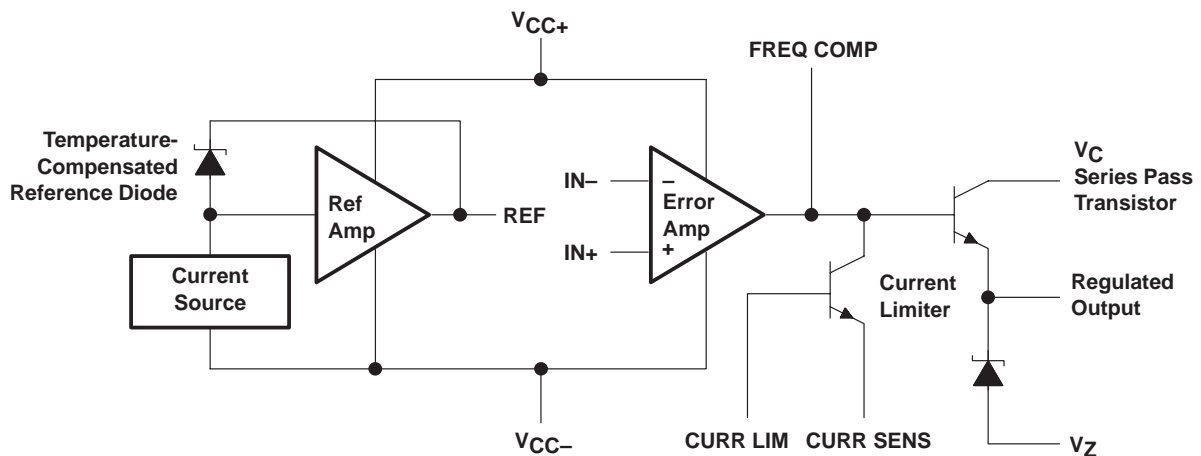 VCC+
FREQ COMP
Temperature-
Compensated
Reference Diode
VC
Series Pass
Transistor
IN–
–
Error
Amp
+
IN+
Ref
Amp
REF
Current
Source
Current
Limiter
Regulated
Output
CURR LIM
CURR SENS
VCC–
VZ